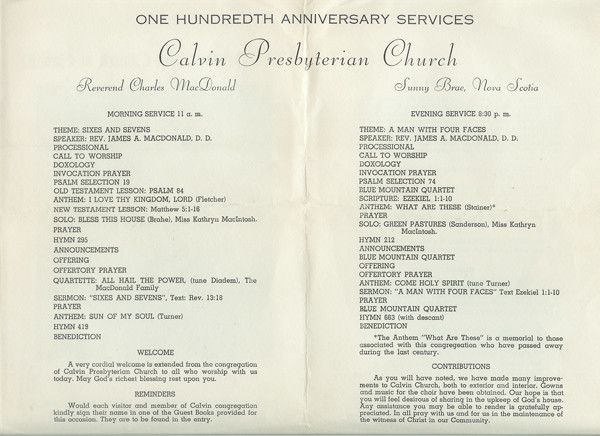 ONE HUNDREDTH ANNIVERSARY SERVICES
Calvin Presbyterian Church
Reverend Charles MacDonald
Sunny Brae, Nova Scotia
MORNING SERVICE 11 a. m.
THEME: SIXES AND SEVENS
SPEAKER: REV. JAMES A. MACDONALD, D. D.
PROCESSIONAL
CALL TO WORSHIP
DOXOLOGY
INVOCATION PRAYER
PSALM SELECTION 19
OLD TESTAMENT LESSON: PSALM 84
ANTHEM: I LOVE THY KINGDOM, LORD (Fletcher)
NEW TESTAMENT LESSON: Matthew 5:1-16
SOLO: BLESS THIS HOUSE (Brahe), Miss Kathryn MacIntosh.
PRAYER
HYMN 295
ANNOUNCEMENTS
OFFERING
OFFERTORY PRAYER
QUARTETTE: ALL HAIL THE POWER, (tune Diadem), The
MacDonald Family
SERMON: "SIXES AND SEVENS", Text: Rev. 13:18
PRAYER
ANTHEM: SUN OF MY SOUL (Turner)
HYMN 419
BENEDICTION
WELCOME
A very cordial welcome is extended from the congregation
of Calvin Presbyterian Church to all who worship with us
today. May God's richest blessing rest upon you.
REMINDERS
Would each visitor and member of Calvin congregation
kindly sign their name in one of the Guest Books provided for
this occasion. They are to be found in the entry.
EVENING SERVICE 8:30 p. m.
THEME: A MAN WITH FOUR FACES
SPEAKER: REV. JAMES A. MACDONALD, D. D.
PROCESSIONAL
CALL TO WORSHIP
DOXOLOGY
INVOCATION PRAYER
PSALM SELECTION 74
BLUE MOUNTAIN QUARTET
SCRIPTURE: EZEKIEL 1:1-10
ANTHEM: WHAT ARE THESE (Stainer)*
PRAYER
SOLO: GREEN PASTURES (Sanderson), Miss Kathryn
MacIntosh.
HYMN 212
ANNOUNCEMENTS
BLUE MOUNTAIN QUARTET
OFFERING
OFFERTORY PRAYER
ANTHEM: COME HOLY SPIRIT (tune Turner)
SERMON: "A MAN WITH FOUR FACES" Text Ezekiel 1:1-10
PRAYER
BLUE MOUNTAIN QUARTET
HYMN 663 (with descant)
BENEDICTION
*The Anthem "What Are These" is a memorial to those
associated with this congregation who have passed away
during the last century.
CONTRIBUTIONS
As you will have noted, we have made many improve-
ments to Calvin Church, both to exterior and interior. Gowns
and music for the choir have been obtained. Our hope is that
you will feel desirous of sharing in the upkeep of God's house.
Any assistance you may be able to render is gratefully ap-
preciated. In all pray with us and for us in the maintenance of the
witness of Christ in our Community.